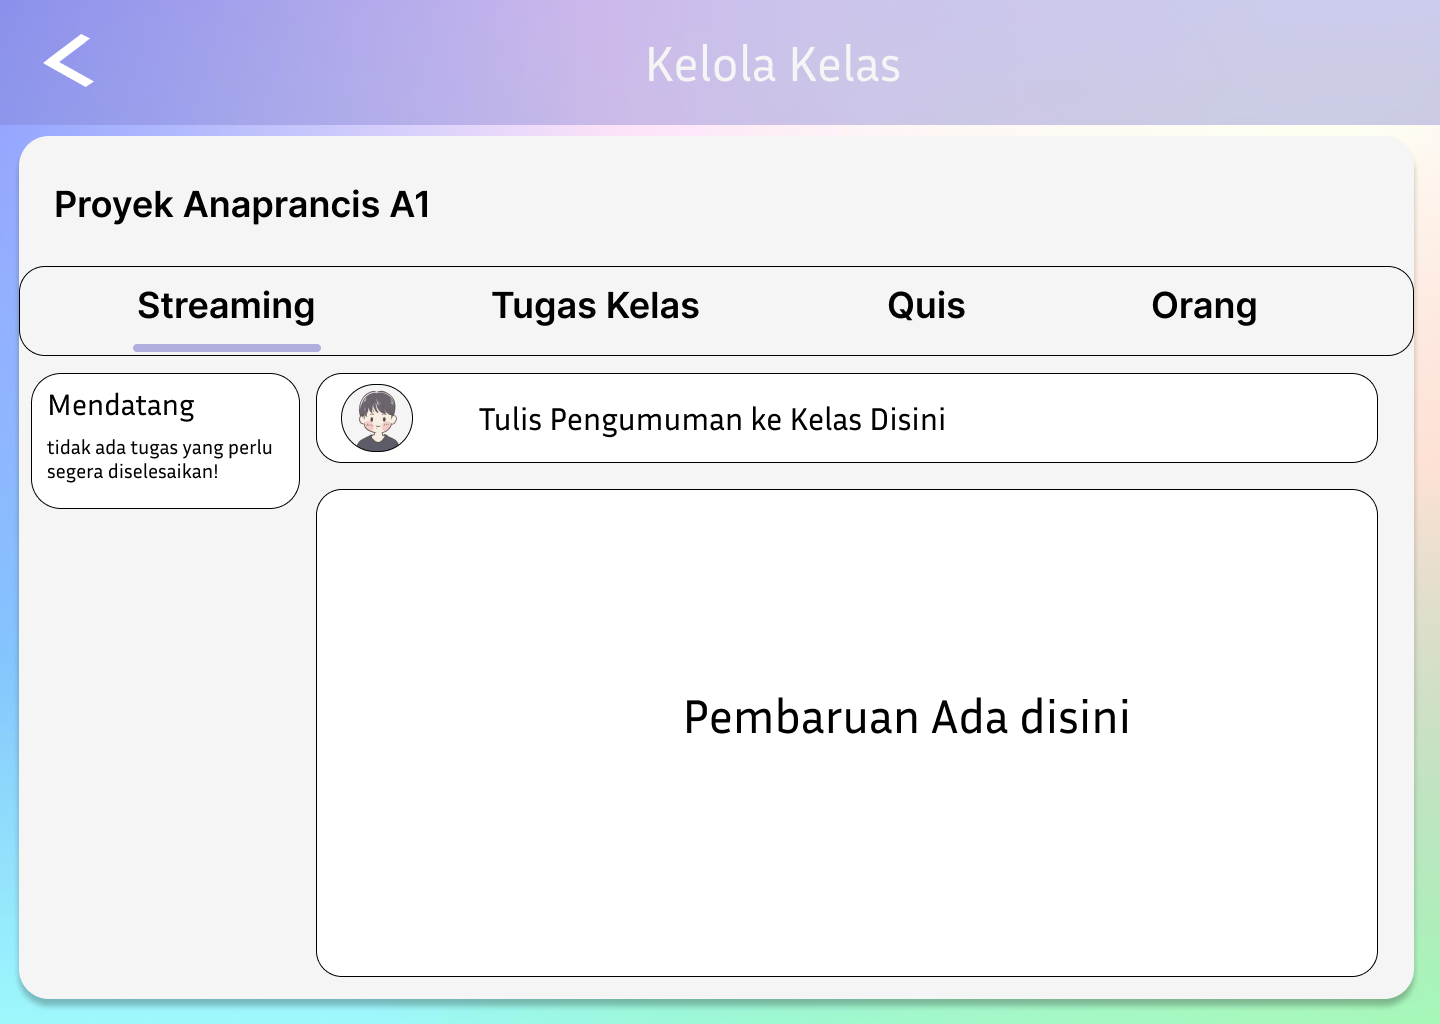 Kelola Kelas
Proyek Anaprancis A1
Streaming
Tugas Kelas
Quis
Orang
Mendatang
tidak ada tugas yang perlu
segera diselesaikan!
Tulis Pengumuman ke Kelas Disini
Pembaruan Ada disini